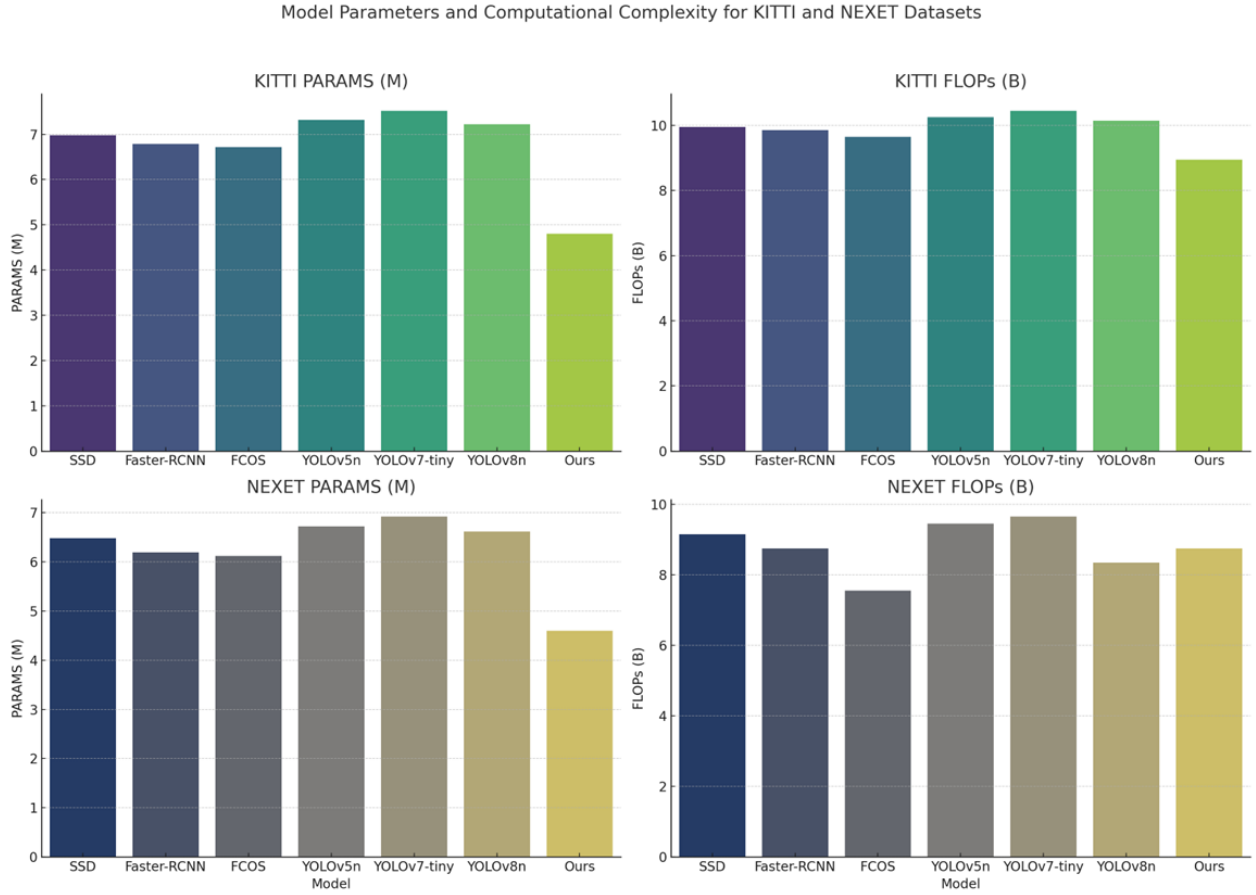 Model Parameters and Computational Complexity for KITTI and NEXET Datasets
KITTI PARAMS (M)
PARAMS (M)
7
6
5
4
3
2
1
0
SSD Faster-RCNN FCOS YOLOv5n YOLOv7-tiny YOLOv8n Ours
KITTI FLOPs (B)
FLOPs (B)
10
8
6
4
2
0
SSD Faster-RCNN FCOS YOLOv5n YOLOv7-tiny YOLOv8n Ours
NEXET PARAMS (M)
PARAMS (M)
7
6
5
4
3
2
1
0
SSD Faster-RCNN FCOS YOLOv5n YOLOv7-tiny YOLOv8n Ours
Model
NEXET FLOPs (B)
FLOPs (B)
10
8
6
4
2
0
SSD Faster-RCNN FCOS YOLOv5n YOLOv7-tiny YOLOv8n Ours
Model